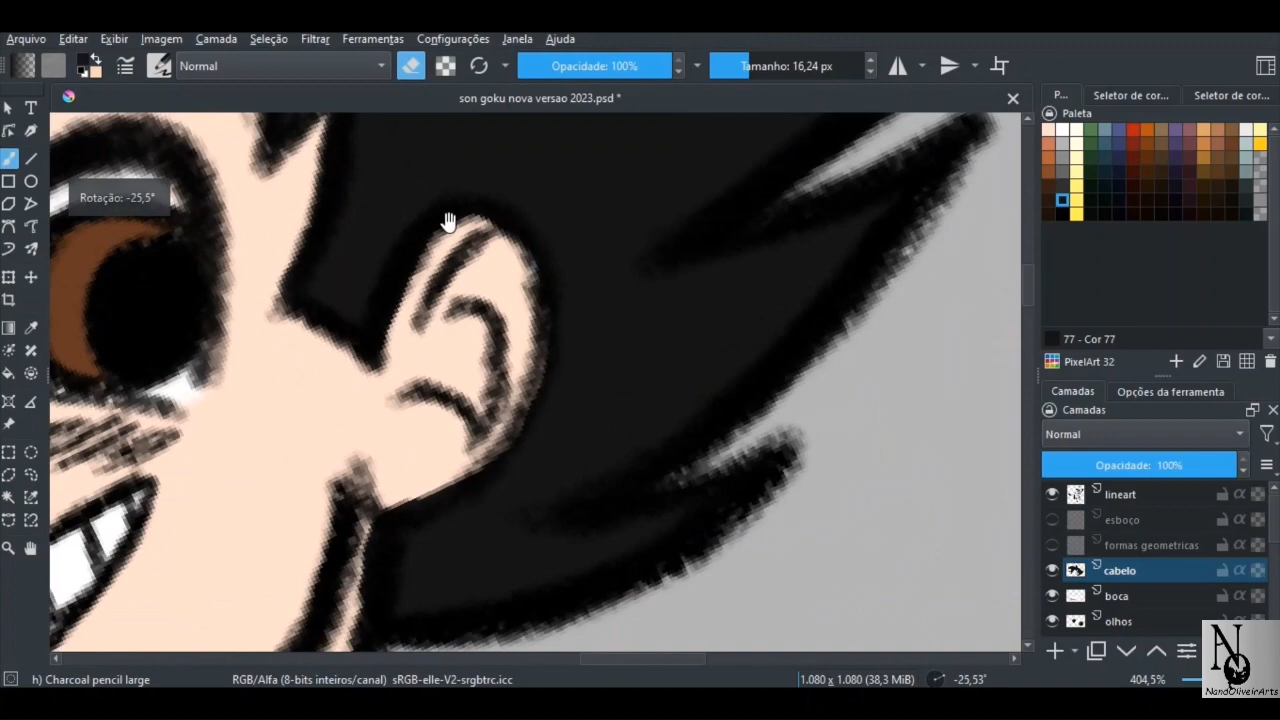 Arquivo Editar Exibir Imagem Camada Seleção Filtrar Ferramentas Configurações Janela Ajuda
Normal Opacidade: 100% Tamanho: 16,24 px
son goku nova versao 2023.psd *
P... Seletor de cor... Seletor de cor...
Paleta
Rotação: -25,5°
77 - Cor 77
PixelArt 32
Camadas Opções da ferramenta
Camadas
Normal
Opacidade: 100%
lineart
esboço
formas geometricas
cabelo
boca
olhos
h) Charcoal pencil large RGB/Alfa (8-bits inteiros/canal) sRGB-elle-V2-srgbtrc.icc 1.080 x 1.080 (38,3 MiB) -25,53° 404,5%
NandOliveirArts